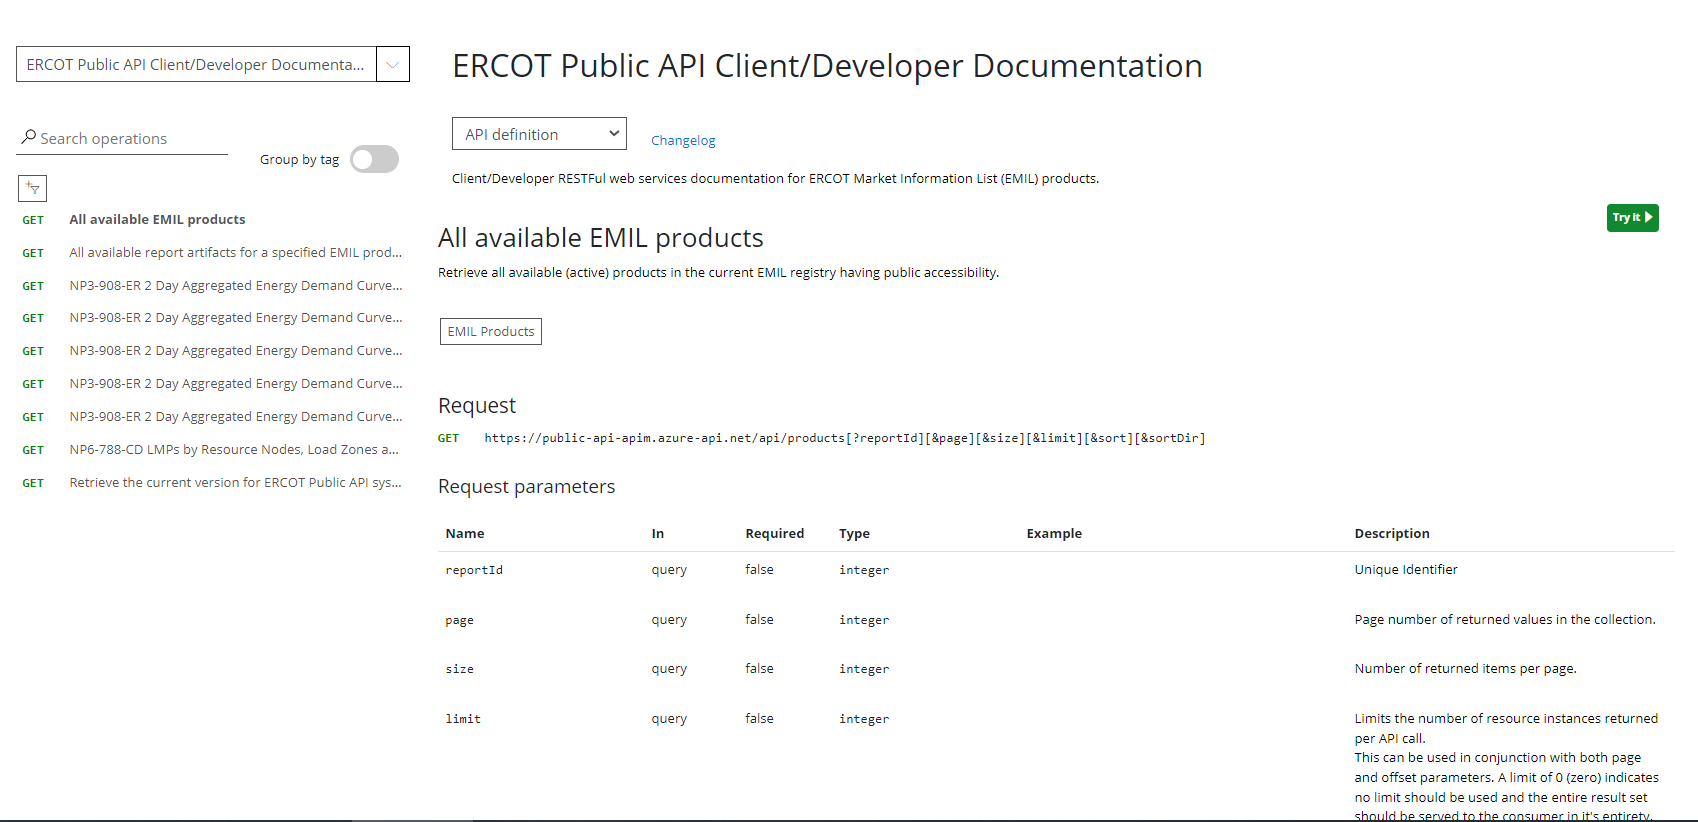 ERCOT Public API Client/Developer Documenta...
Search operations
Group by tag
GET All available EMIL products
GET All available report artifacts for a specified EMIL prod...
GET NP3-908-ER 2 Day Aggregated Energy Demand Curve...
GET NP3-908-ER 2 Day Aggregated Energy Demand Curve...
GET NP3-908-ER 2 Day Aggregated Energy Demand Curve...
GET NP3-908-ER 2 Day Aggregated Energy Demand Curve...
GET NP3-908-ER 2 Day Aggregated Energy Demand Curve...
GET NP6-788-CD LMPs by Resource Nodes, Load Zones a...
GET Retrieve the current version for ERCOT Public API sys...
ERCOT Public API Client/Developer Documentation
API definition Changelog
Client/Developer RESTFul web services documentation for ERCOT Market Information List (EMIL) products.
Try it
All available EMIL products
Retrieve all available (active) products in the current EMIL registry having public accessibility.
EMIL Products
Request
GET https://public-api-apim.azure-api.net/api/products[?reportId][&page][&size][&limit][&sort][&sortDir]
Request parameters
Name In Required Type Example Description
reportId query false integer Unique Identifier
page query false integer Page number of returned values in the collection.
size query false integer Number of returned items per page.
limit query false integer Limits the number of resource instances returned
per API call.
This can be used in conjunction with both page
and offset parameters. A limit of 0 (zero) indicates
no limit should be used and the entire result set
should be served to the consumer in it's entirety.